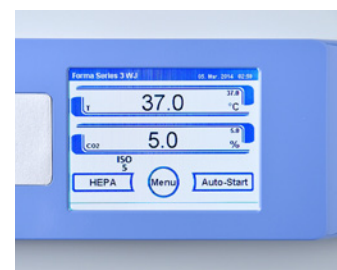 Forma Series 3 WJ 05. Mar 2014 02:59
37.0
T 37.0 °C
5.0
CO2 5.0 %
ISO
5
HEPA Menu Auto-Start